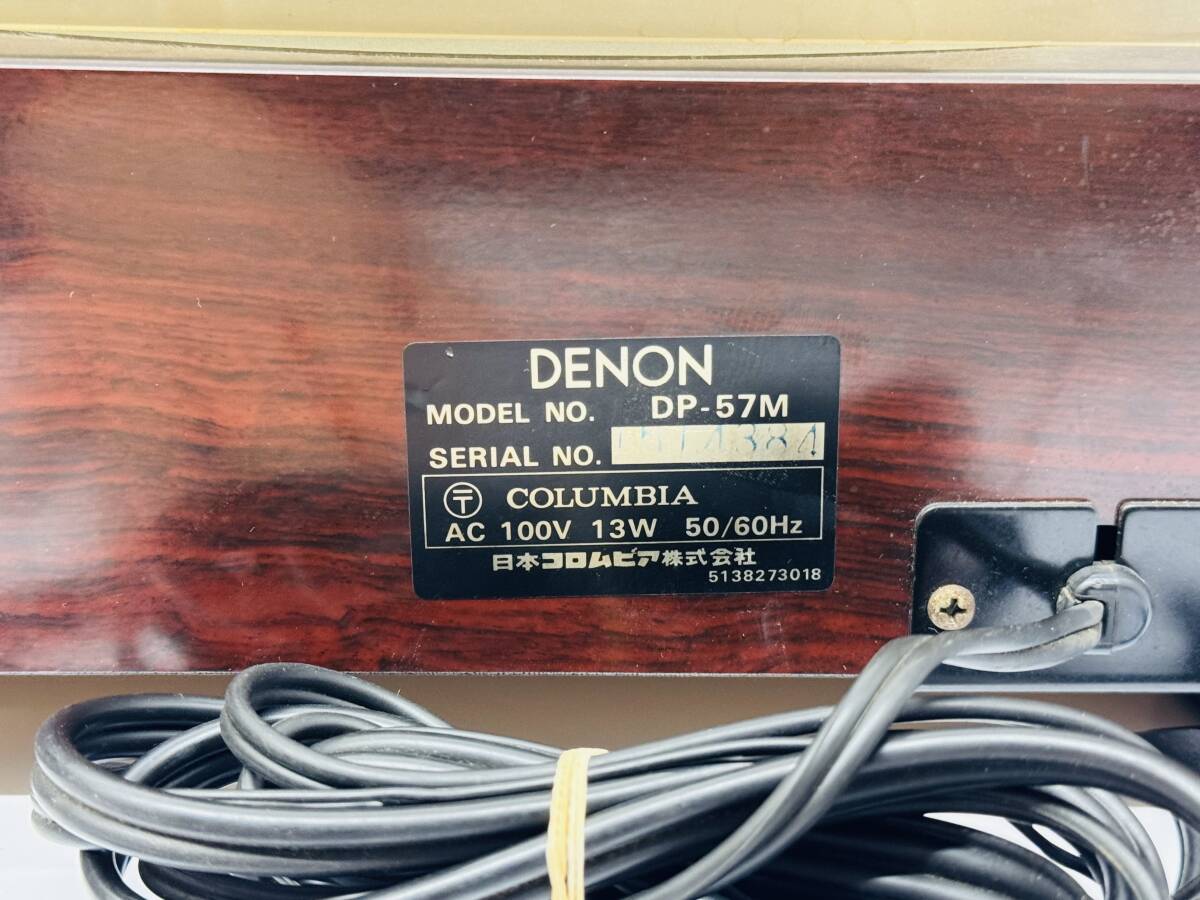 DENON
MODEL NO. DP-57M
SERIAL NO.
〒 COLUMBIA
AC 100V 13W 50/60Hz
日本コロムビア株式会社
5138273018